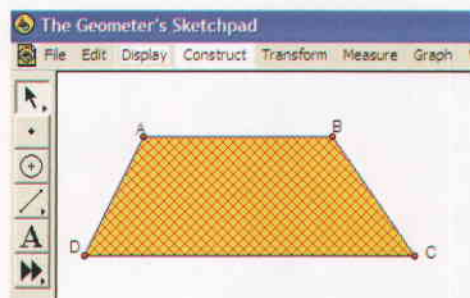 The Geometer's Sketchpad
File Edit Display Construct Transform Measure Graph
A B
A
D C